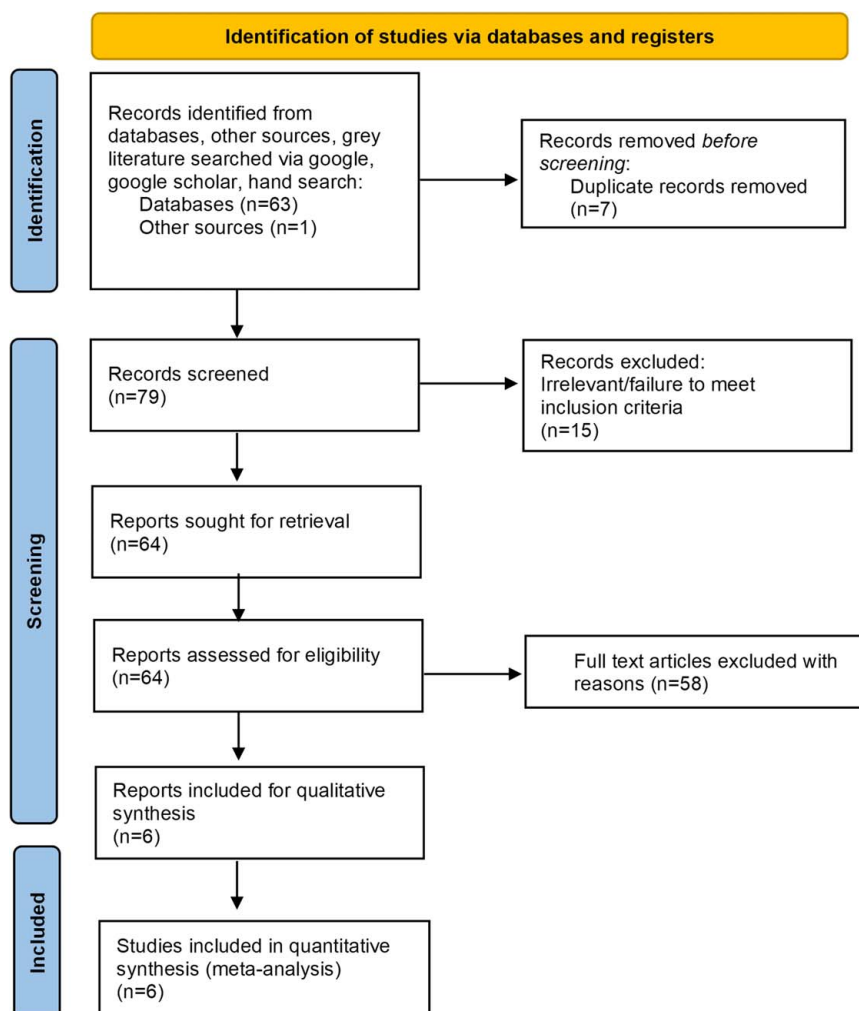 Identification of studies via databases and registers
Identification
Records identified from
databases, other sources, grey
literature searched via google,
google scholar, hand search:
Databases (n=63)
Other sources (n=1)
Records removed before
screening:
Duplicate records removed
(n=7)
Screening
Records screened
(n=79)
Records excluded:
Irrelevant/failure to meet
inclusion criteria
(n=15)
Reports sought for retrieval
(n=64)
Reports assessed for eligibility
(n=64)
Full text articles excluded with
reasons (n=58)
Reports included for qualitative
synthesis
(n=6)
Included
Studies included in quantitative
synthesis (meta-analysis)
(n=6)